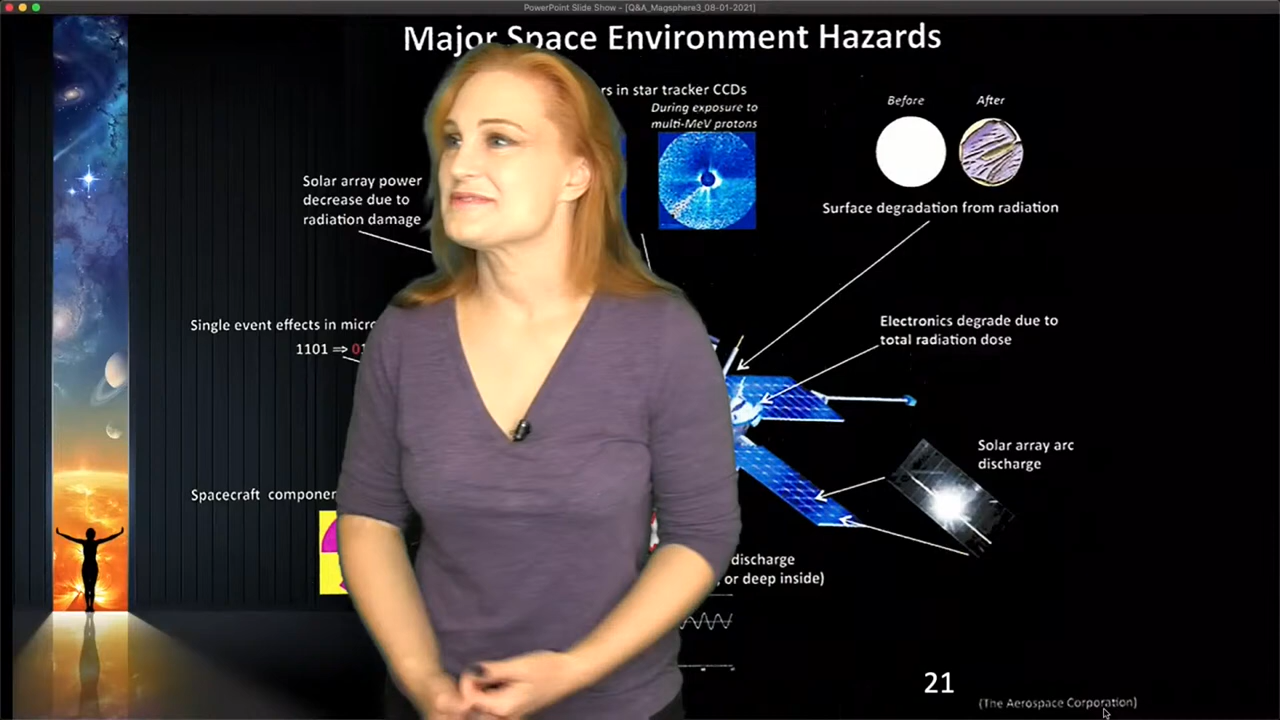 PowerPoint Slide Show - [Q&A_Magsphere3_08-01-2021]
Major Space Environment Hazards
in star tracker CCDs
During exposure to
multi-MeV protons
Before
After
Solar array power
decrease due to
radiation damage
Surface degradation from radiation
Single event effects in
1101 ⇒ 0
Electronics degrade due to
total radiation dose
Solar array arc
discharge
Spacecraft
discharge
, or deep inside)
21
(The Aerospace Corporation)